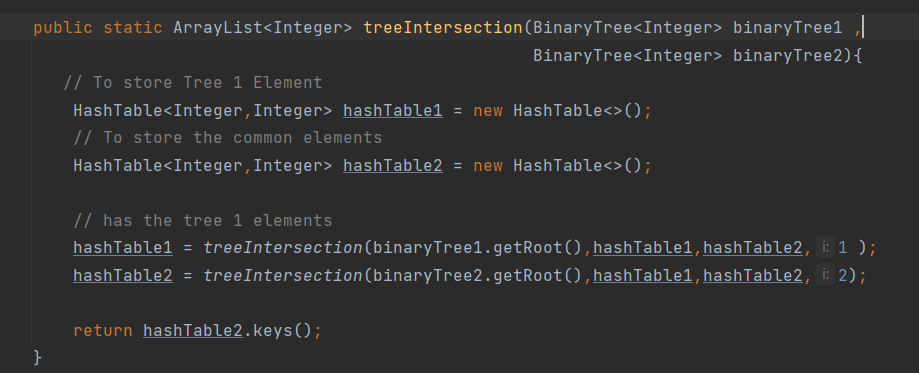 public static ArrayList<Integer> treeIntersection(BinaryTree<Integer> binaryTree1 ,
BinaryTree<Integer> binaryTree2){
// To store Tree 1 Element
HashTable<Integer,Integer> hashTable1 = new HashTable<>();
// To store the common elements
HashTable<Integer,Integer> hashTable2 = new HashTable<>();
// has the tree 1 elements
hashTable1 = treeIntersection(binaryTree1.getRoot(),hashTable1,hashTable2, i: 1 );
hashTable2 = treeIntersection(binaryTree2.getRoot(),hashTable1,hashTable2, i: 2);
return hashTable2.keys();
}